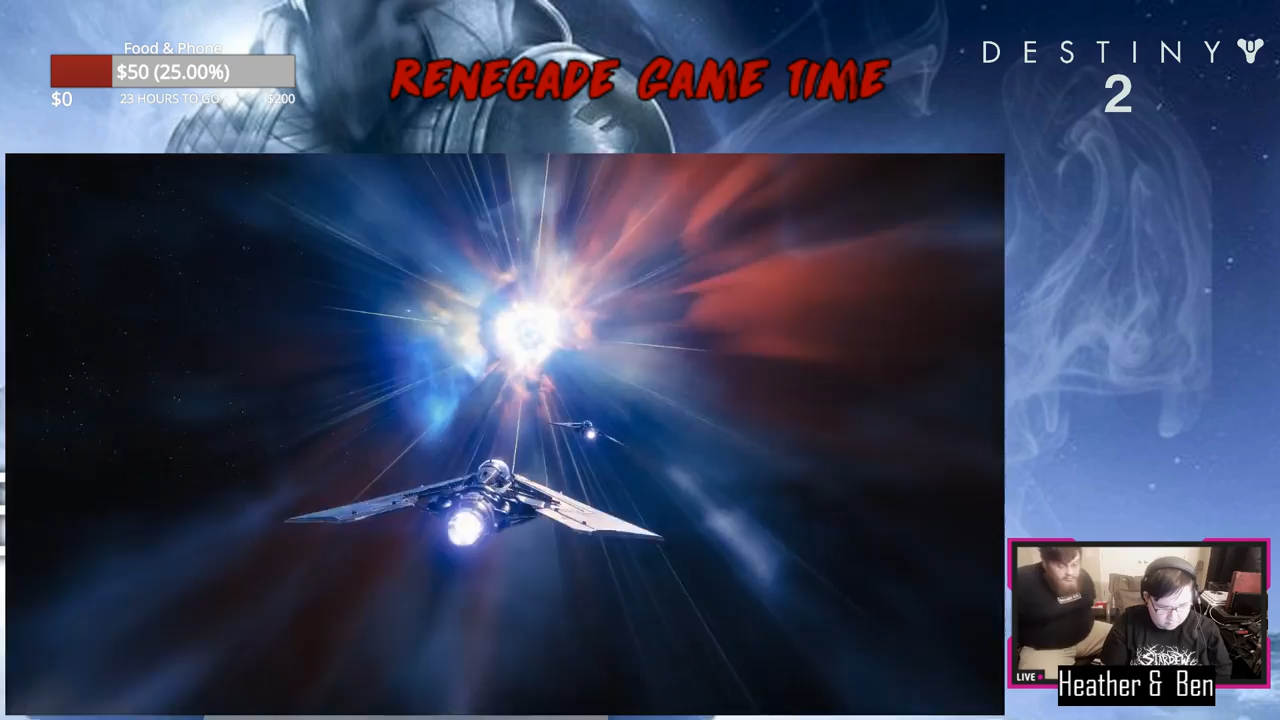 Food & Phone
$50 (25.00%)
$0
23 HOURS TO GO
$200
RENEGADE GAME TIME
DESTINY
2
STARDEW
LIVE
Heather & Ben